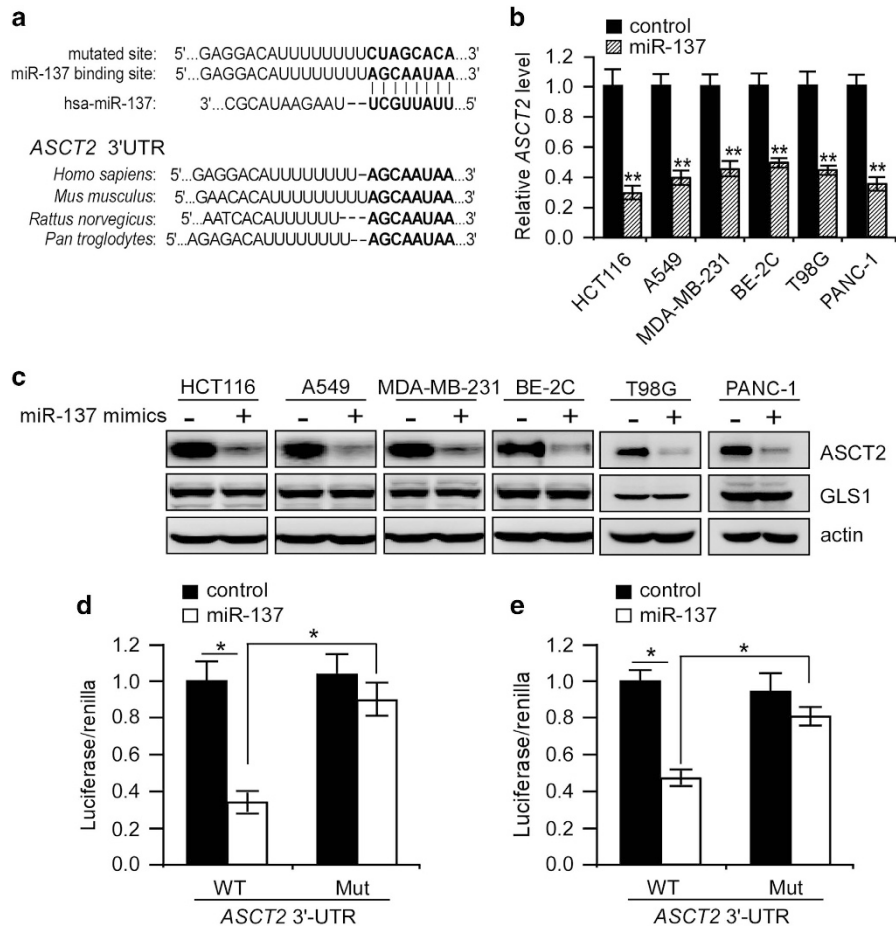 a
mutated site: 5'...GAGGACAUUUUUUUUCUAGCACA...3'
miR-137 binding site: 5'...GAGGACAUUUUUUUUAGCAAUAA...3'
hsa-miR-137: 3'...CGCAUAAGAAU--UCGUUAUU...5'
ASCT2 3'UTR
Homo sapiens: 5'...GAGGACAUUUUUUUU-AGCAAUAA...3'
Mus musculus: 5'...GAACACAUUUUUUUUUAGCAAUAA...3'
Rattus norvegicus: 5'...AATCACAUUUUUU---AGCAAUAA...3'
Pan troglodytes: 5'...AGAGACAUUUUUUUU--AGCAAUAA...3'
b
control
miR-137
Relative ASCT2 level
1.2
1.0
0.8
0.6
0.4
0.2
0.0
** ** ** ** ** **
HCT116 A549 MDA-MB-231 BE-2C T98G PANC-1
c
HCT116 A549 MDA-MB-231 BE-2C T98G PANC-1
miR-137 mimics - + - + - + - + - + - +
ASCT2
GLS1
actin
d
control
miR-137
Luciferase/renilla
1.2
1.0
0.8
0.6
0.4
0.2
0.0
* *
WT Mut
ASCT2 3'-UTR
e
control
miR-137
Luciferase/renilla
1.2
1.0
0.8
0.6
0.4
0.2
0.0
* *
WT Mut
ASCT2 3'-UTR